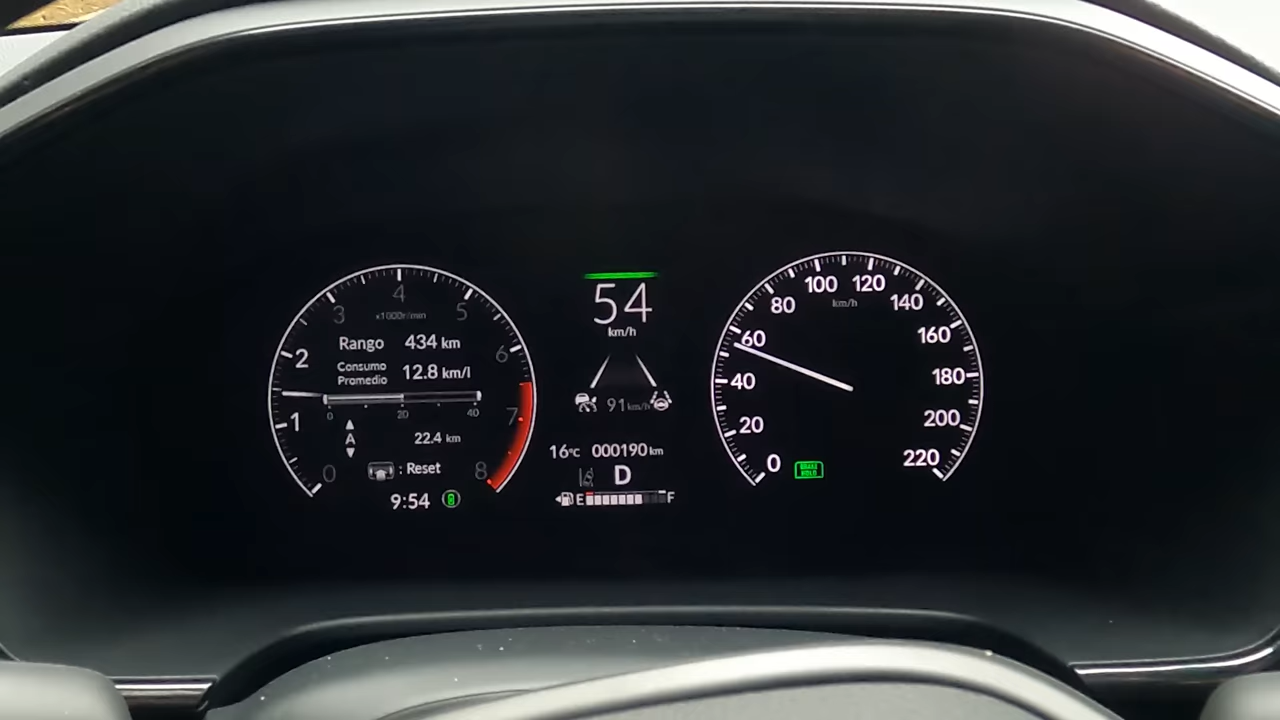 0
1
2
3
4
5
6
7
8
x1000r/min
Rango 434 km
Consumo
Promedio 12.8 km/l
0 20 40
A
22.4 km
: Reset
9:54
54
km/h
91 km/h
16°C 000190 km
D
E F
0
20
40
60
80
100
120
140
160
180
200
220
km/h
BRAKE
HOLD